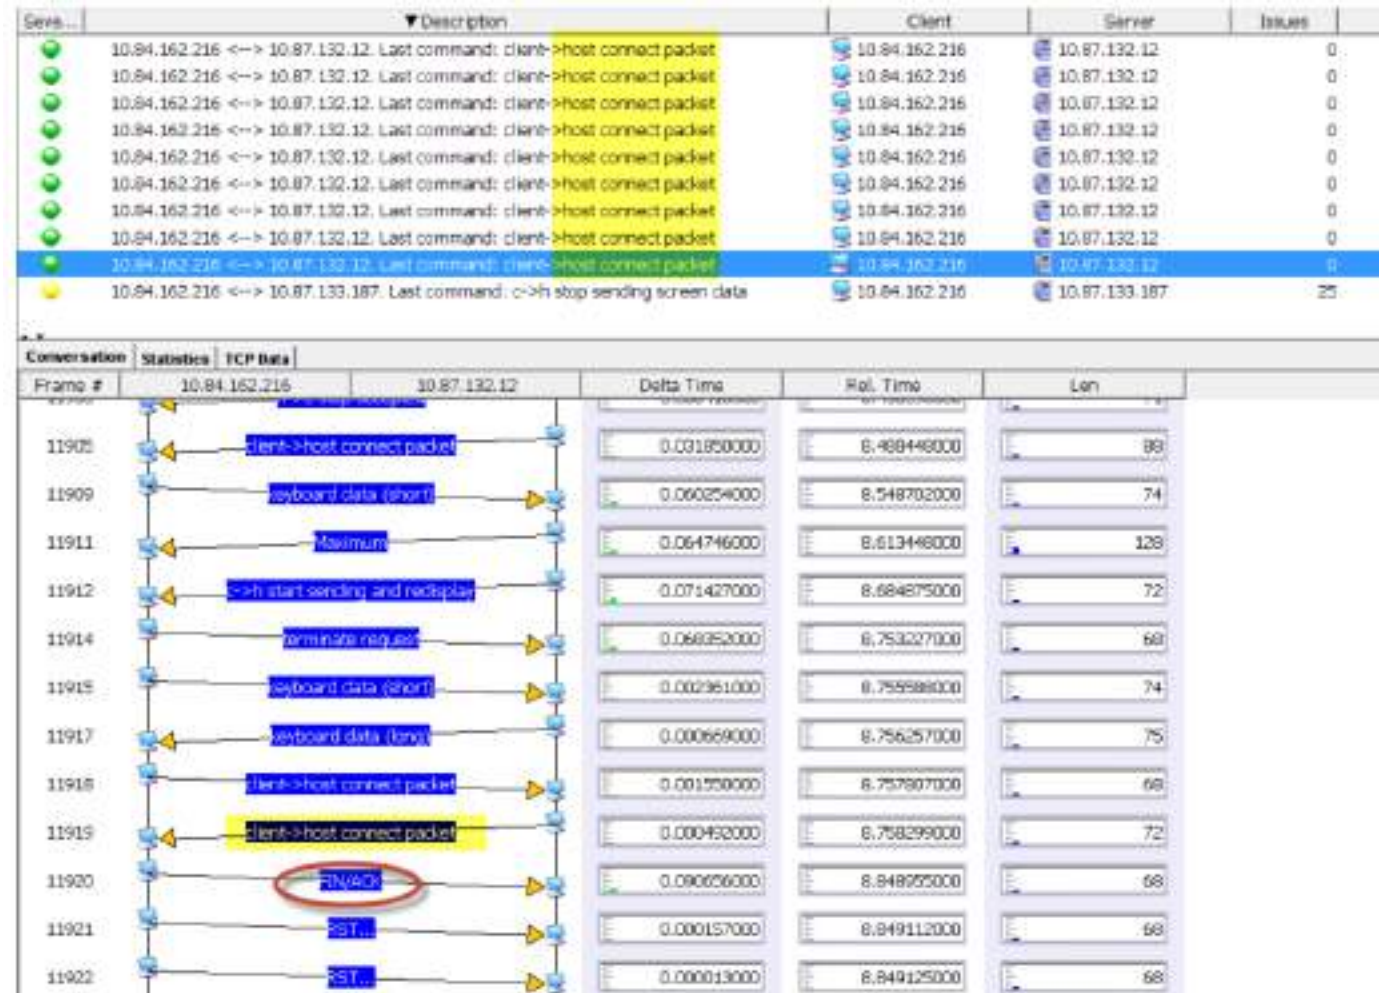 Seve... ▼Description Client Server Issues
10.84.162.216 <--> 10.87.132.12. Last command: client->host connect packet 10.84.162.216 10.87.132.12 0
10.84.162.216 <--> 10.87.132.12. Last command: client->host connect packet 10.84.162.216 10.87.132.12 0
10.84.162.216 <--> 10.87.132.12. Last command: client->host connect packet 10.84.162.216 10.87.132.12 0
10.84.162.216 <--> 10.87.132.12. Last command: client->host connect packet 10.84.162.216 10.87.132.12 0
10.84.162.216 <--> 10.87.132.12. Last command: client->host connect packet 10.84.162.216 10.87.132.12 0
10.84.162.216 <--> 10.87.132.12. Last command: client->host connect packet 10.84.162.216 10.87.132.12 0
10.84.162.216 <--> 10.87.132.12. Last command: client->host connect packet 10.84.162.216 10.87.132.12 0
10.84.162.216 <--> 10.87.132.12. Last command: client->host connect packet 10.84.162.216 10.87.132.12 0
10.84.162.216 <--> 10.87.132.12. Last command: client->host connect packet 10.84.162.216 10.87.132.12 0
10.84.162.216 <--> 10.87.133.187. Last command: c->h stop sending screen data 10.84.162.216 10.87.133.187 25
Conversation Statistics TCP Data
Frame # 10.84.162.216 10.87.132.12 Delta Time Rel. Time Len
11905 client->host connect packet 0.031850000 8.488448000 88
11909 keyboard data (short) 0.060254000 8.548702000 74
11911 Maximum 0.064746000 8.613448000 128
11912 c->h start sending and redisplay 0.071427000 8.684875000 72
11914 terminate request 0.068352000 8.753227000 68
11915 keyboard data (short) 0.002361000 8.755588000 74
11917 keyboard data (long) 0.000669000 8.756257000 75
11918 client->host connect packet 0.001550000 8.757807000 68
11919 client->host connect packet 0.000492000 8.758299000 72
11920 FIN/ACK 0.090656000 8.848955000 68
11921 RST... 0.000157000 8.849112000 68
11922 RST... 0.000013000 8.849125000 68